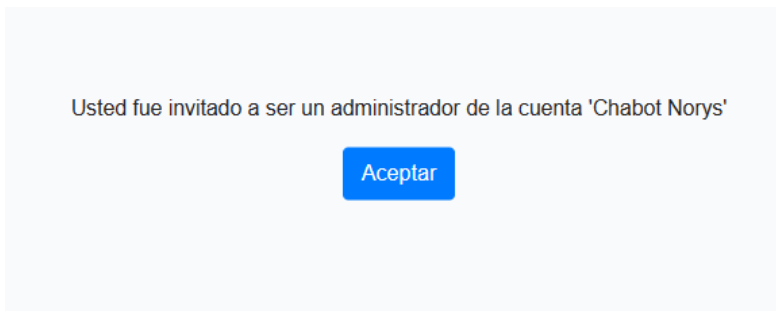 Usted fue invitado a ser un administrador de la cuenta 'Chabot Norys'
Aceptar